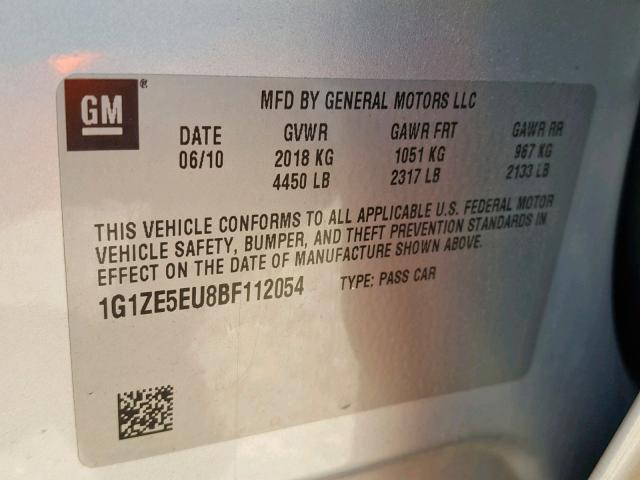 GM®
MFD BY GENERAL MOTORS LLC
DATE GVWR GAWR FRT GAWR RR
06/10 2018 KG 1051 KG 967 KG
4450 LB 2317 LB 2133 LB
THIS VEHICLE CONFORMS TO ALL APPLICABLE U.S. FEDERAL MOTOR
VEHICLE SAFETY, BUMPER, AND THEFT PREVENTION STANDARDS IN
EFFECT ON THE DATE OF MANUFACTURE SHOWN ABOVE.
1G1ZE5EU8BF112054 TYPE: PASS CAR